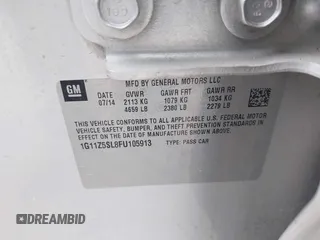 GM
MFD BY GENERAL MOTORS LLC
DATE GVWR GAWR FRT GAWR RR
07/14 2113 KG 1079 KG 1034 KG
4659 LB 2380 LB 2279 LB
THIS VEHICLE CONFORMS TO ALL APPLICABLE U.S. FEDERAL
SAFETY, BUMPER, AND THEFT PREVENTION STANDARDS IN
EFFECT ON THE DATE OF MANUFACTURE SHOWN ABOVE.
1G11Z5SL8FU105913 TYPE: PASS CAR
DREAMBID